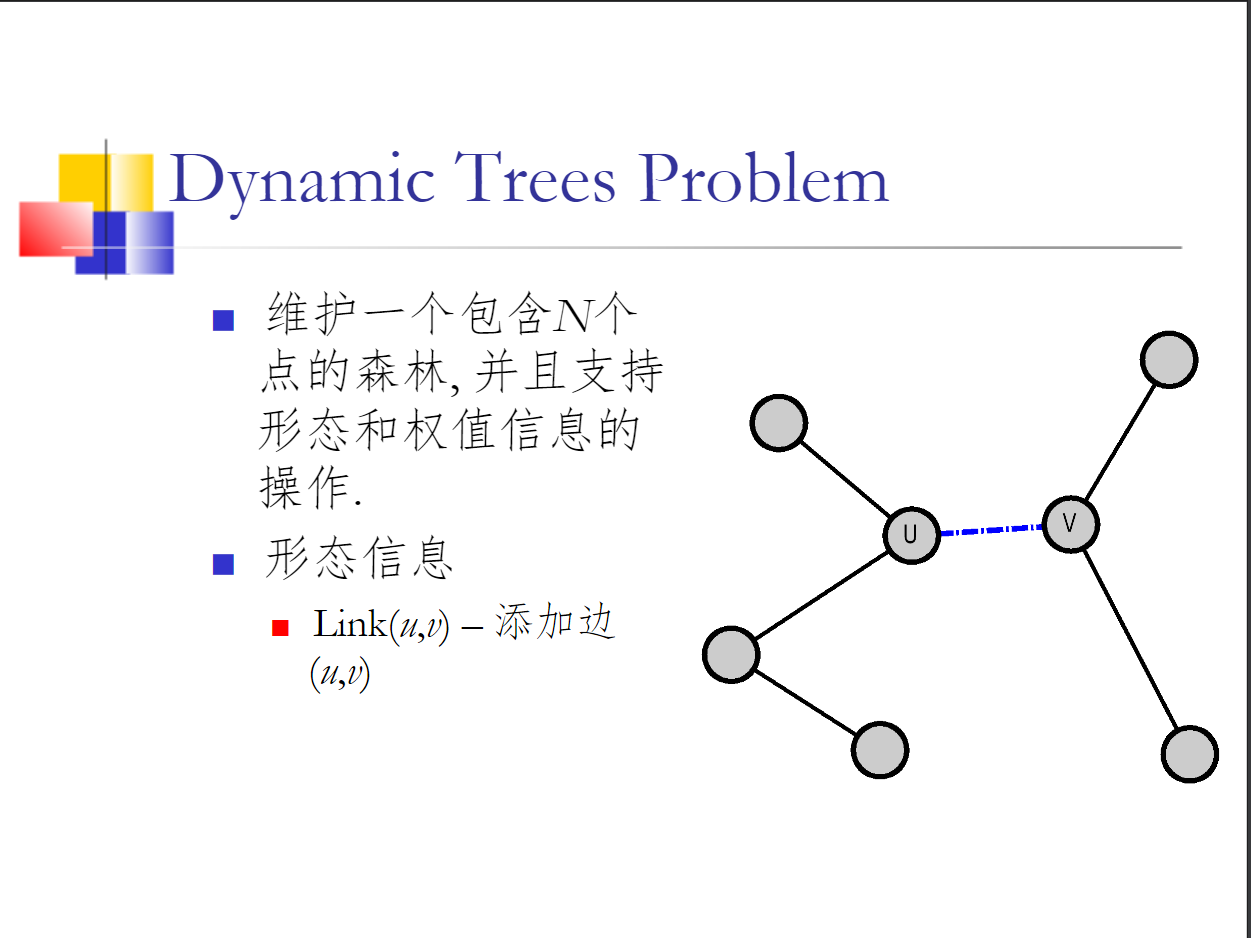 Dynamic Trees Problem
维护一个包含N个
点的森林, 并且支持
形态和权值信息的
操作.
形态信息
Link(u,v) – 添加边
(u,v)
U
V